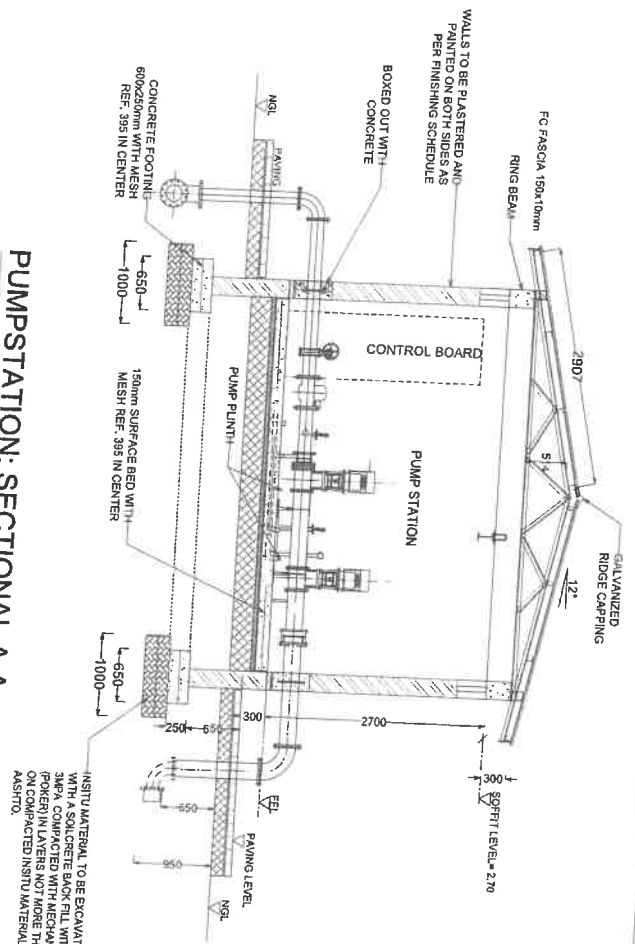 FC FASCIA 150x10mm
RING BEAM
WALLS TO BE PLASTERED AND
PAINTED ON BOTH SIDES AS
PER FINISHING SCHEDULE
BOXED OUT WITH
CONCRETE
NGL
PAVING
CONCRETE FOOTING
600x250mm WITH MESH
REF. 395 IN CENTER
650
1000
2907
GALVANIZED
RIDGE CAPPING
12°
CONTROL BOARD
PUMP STATION
PUMP PLINTH
150mm SURFACE BED WITH
MESH REF. 395 IN CENTER
300
SOFFIT LEVEL= 2,70
2700
300
650
250
FFL
PAVING LEVEL
NGL
650
950
650
1000
INSITU MATERIAL TO BE EXCAVAT
WITH A SOILCRETE BACK FILL WIT
3MPA, COMPACTED WITH MECHAN
(POKER) IN LAYERS NOT MORE TH
ON COMPACTED INSITU MATERIAL
AASHTO.
PUMPSTATION: SECTIONAL A-A